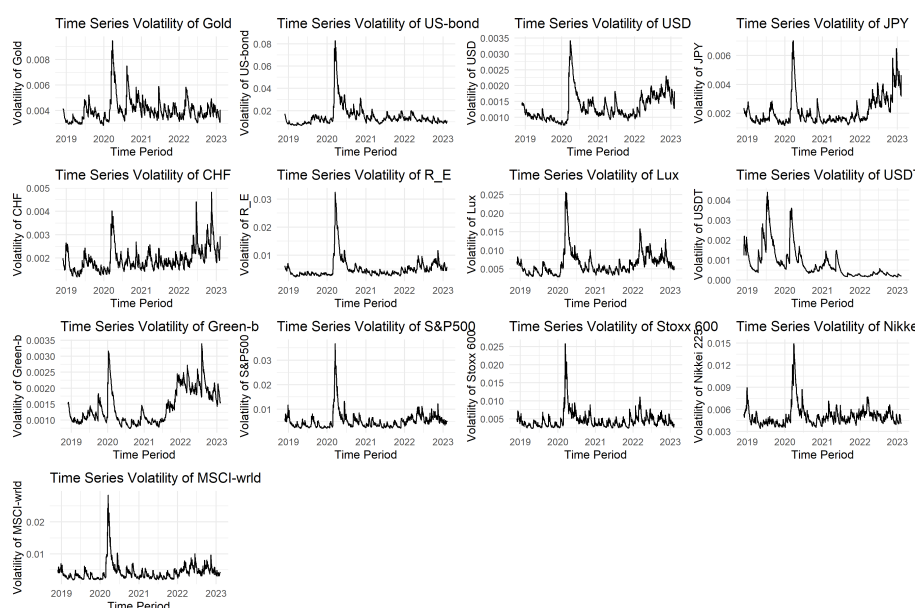 Time Series Volatility of Gold
Volatility of Gold
0.008
0.004
2019 2020 2021 2022 2023
Time Period
Time Series Volatility of US-bond
Volatility of US-bond
0.08
0.06
0.04
0.02
2019 2020 2021 2022 2023
Time Period
Time Series Volatility of USD
Volatility of USD
0.0035
0.0030
0.0025
0.0020
0.0015
0.0010
2019 2020 2021 2022 2023
Time Period
Time Series Volatility of JPY
Volatility of JPY
0.006
0.004
0.002
2019 2020 2021 2022 2023
Time Period
Time Series Volatility of CHF
Volatility of CHF
0.005
0.004
0.003
0.002
2019 2020 2021 2022 2023
Time Period
Time Series Volatility of R_E
Volatility of R_E
0.03
0.02
0.01
2019 2020 2021 2022 2023
Time Period
Time Series Volatility of Lux
Volatility of Lux
0.025
0.020
0.015
0.010
0.005
2019 2020 2021 2022 2023
Time Period
Time Series Volatility of USDT
Volatility of USDT
0.004
0.003
0.002
0.001
0.000
2019 2020 2021 2022 2023
Time Period
Time Series Volatility of Green-b
Volatility of Green-b
0.0035
0.0030
0.0025
0.0020
0.0015
0.0010
2019 2020 2021 2022 2023
Time Period
Time Series Volatility of S&P500
Volatility of S&P500
0.03
0.02
0.01
2019 2020 2021 2022 2023
Time Period
Time Series Volatility of Stoxx 600
Volatility of Stoxx 600
0.025
0.020
0.015
0.010
0.005
2019 2020 2021 2022 2023
Time Period
Time Series Volatility of Nikke
Volatility of Nikkei 225
0.015
0.012
0.009
0.006
0.003
2019 2020 2021 2022 2023
Time Period
Time Series Volatility of MSCI-wrld
Volatility of MSCI-wrld
0.02
0.01
2019 2020 2021 2022 2023
Time Period